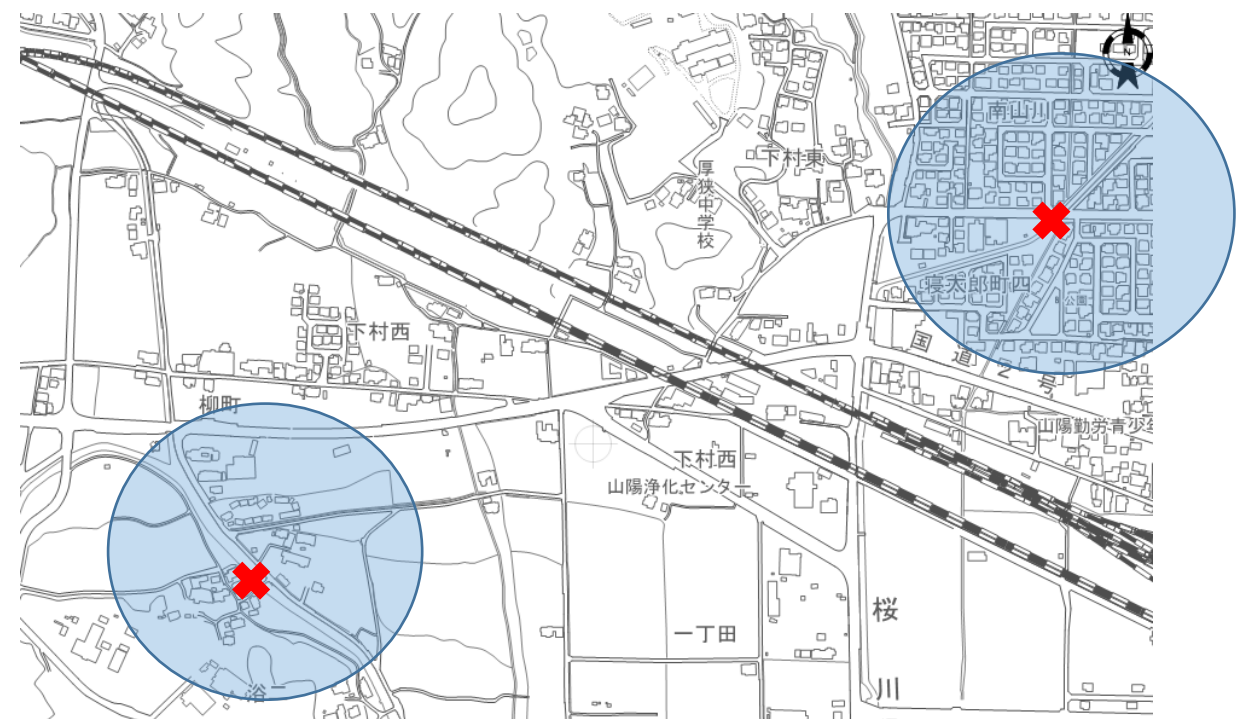 N
南山川
下村東
厚狭中学校
寝太郎町四
公園
国道2号
下村西
柳町
山陽勤労青少
下村西
山陽浄化センター
桜川
一丁田
浴二